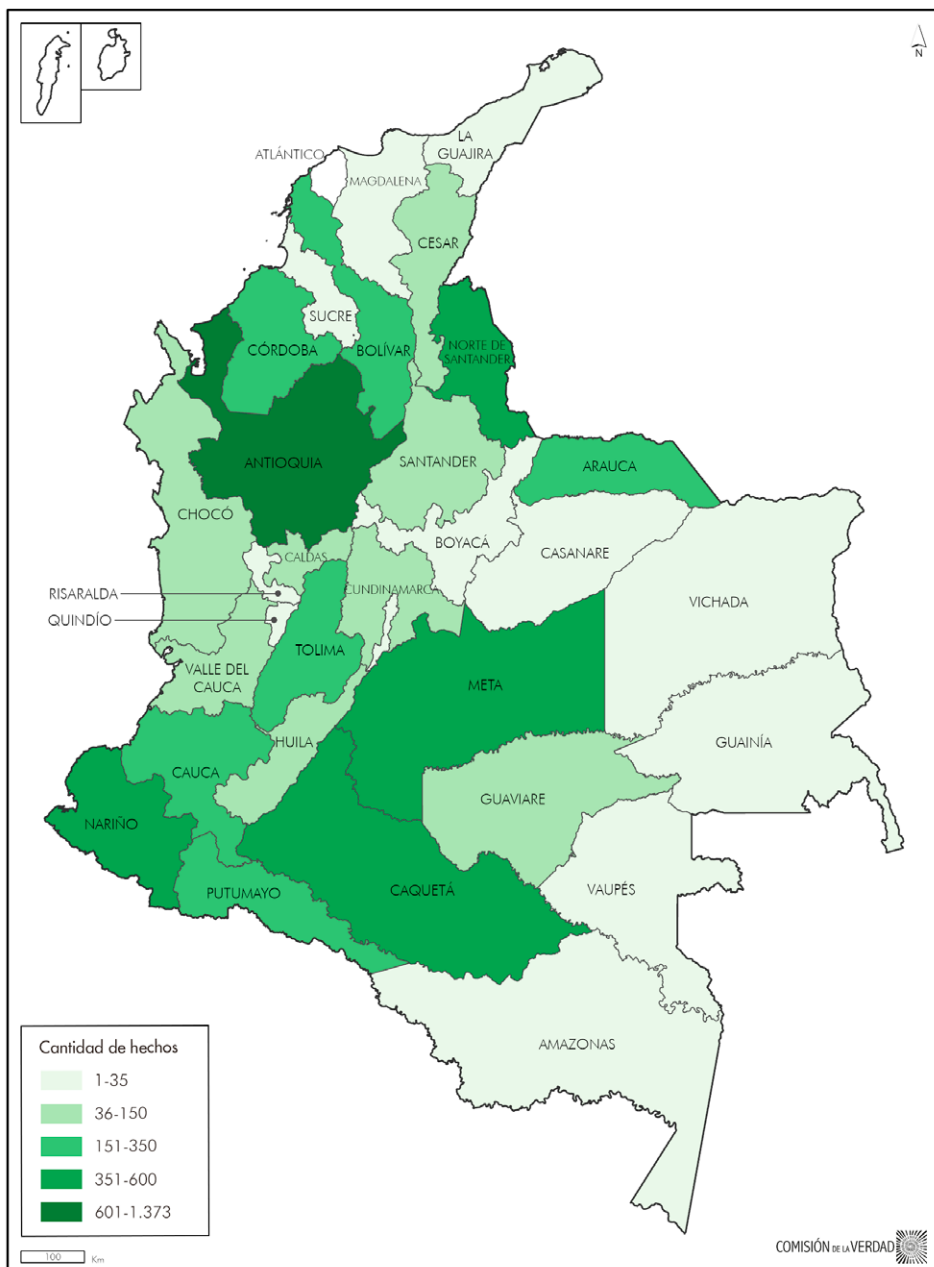 N
LA
GUAJIRA
ATLÁNTICO
MAGDALENA
CESAR
SUCRE
CÓRDOBA
BOLÍVAR
NORTE DE
SANTANDER
ANTIOQUIA
SANTANDER
ARAUCA
CHOCÓ
BOYACÁ
CASANARE
CALDAS
CUNDINAMARCA
RISARALDA
QUINDÍO
VICHADA
TOLIMA
VALLE DEL
CAUCA
META
HUILA
GUAINÍA
CAUCA
GUAVIARE
NARIÑO
PUTUMAYO
CAQUETÁ
VAUPÉS
AMAZONAS
Cantidad de hechos
1-35
36-150
151-350
351-600
601-1.373
100 Km
COMISIÓN DE LA VERDAD